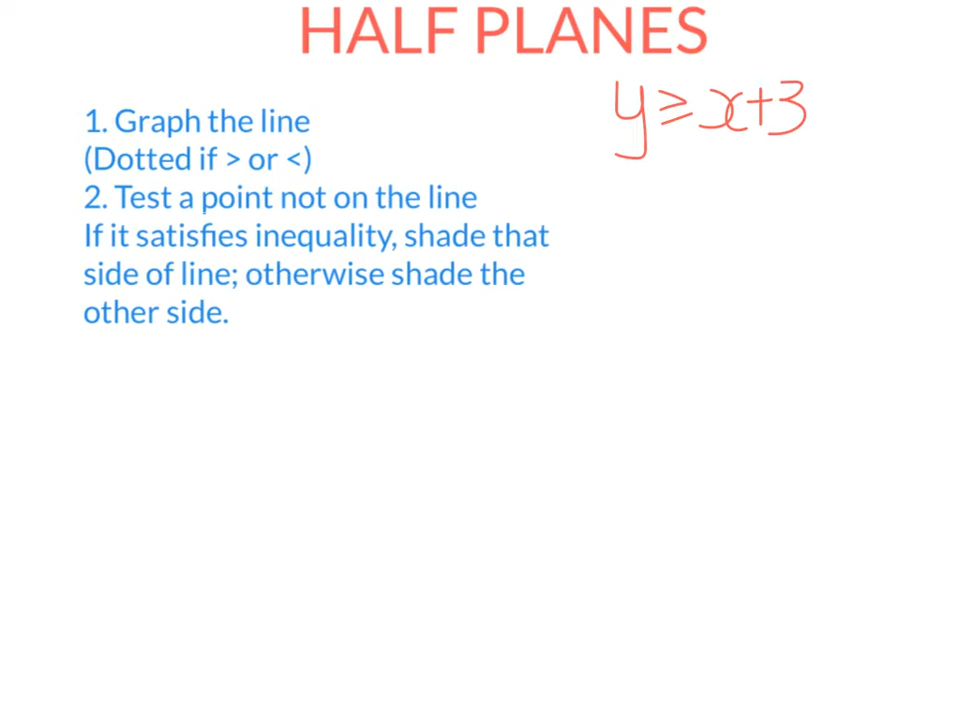 HALF PLANES
y≥x+3
1. Graph the line
(Dotted if > or <)
2. Test a point not on the line
If it satisfies inequality, shade that
side of line; otherwise shade the
other side.